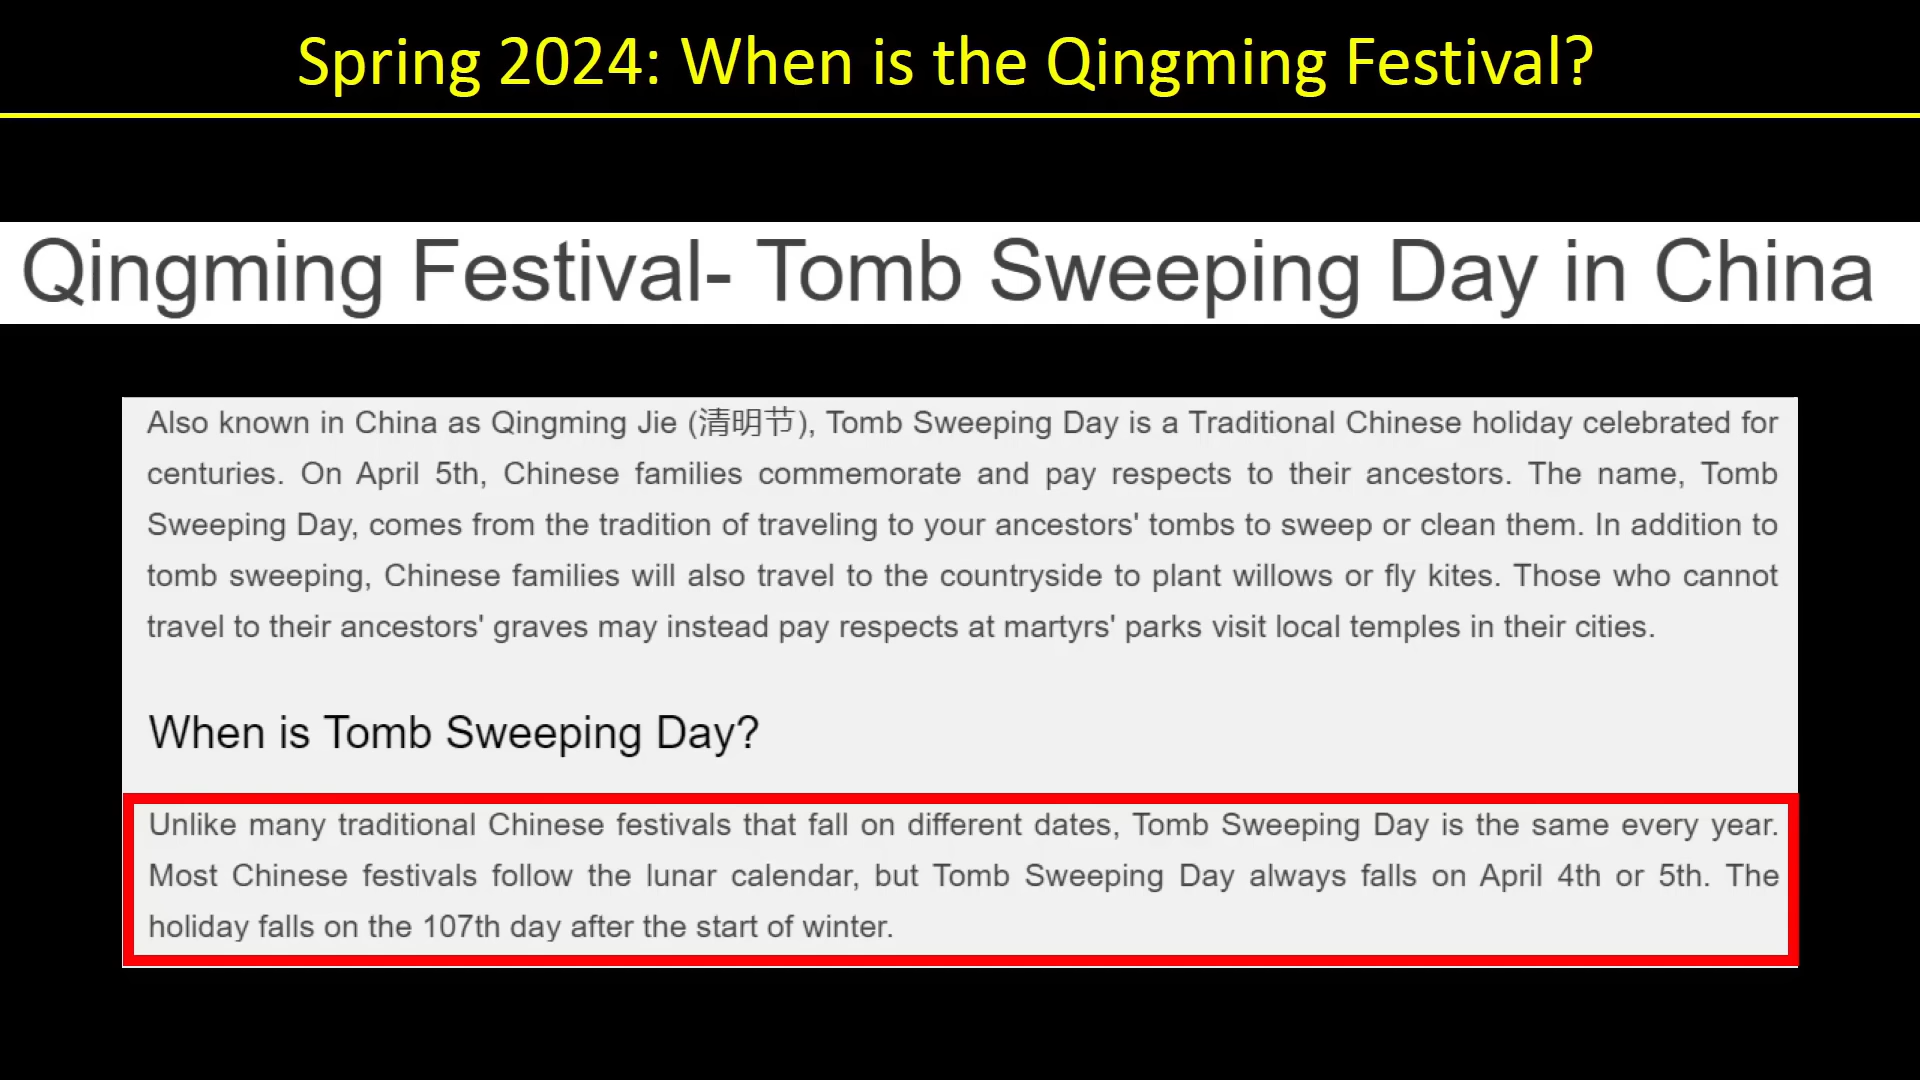 Spring 2024: When is the Qingming Festival?
Qingming Festival- Tomb Sweeping Day in China
Also known in China as Qingming Jie (清明节), Tomb Sweeping Day is a Traditional Chinese holiday celebrated for
centuries. On April 5th, Chinese families commemorate and pay respects to their ancestors. The name, Tomb
Sweeping Day, comes from the tradition of traveling to your ancestors' tombs to sweep or clean them. In addition to
tomb sweeping, Chinese families will also travel to the countryside to plant willows or fly kites. Those who cannot
travel to their ancestors' graves may instead pay respects at martyrs' parks visit local temples in their cities.
When is Tomb Sweeping Day?
Unlike many traditional Chinese festivals that fall on different dates, Tomb Sweeping Day is the same every year.
Most Chinese festivals follow the lunar calendar, but Tomb Sweeping Day always falls on April 4th or 5th. The
holiday falls on the 107th day after the start of winter.